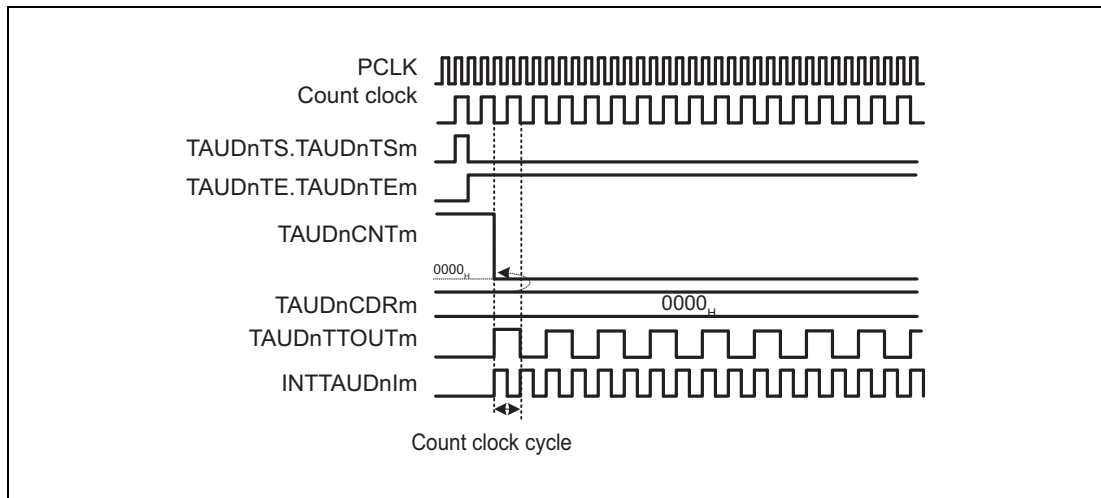 PCLK
Count clock
TAUDnTS.TAUDnTSm
TAUDnTE.TAUDnTEm
TAUDnCNTm
0000H
TAUDnCDRm
0000H
TAUDnTTOUTm
INTTAUDnIm
Count clock cycle